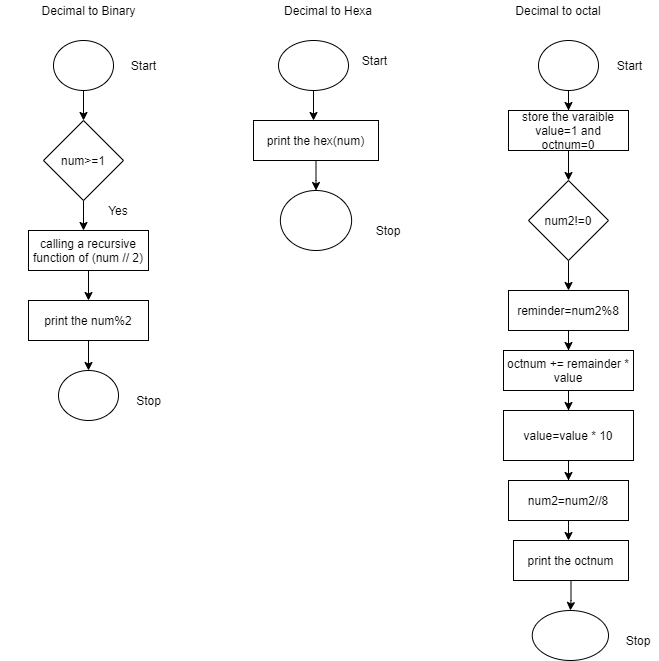 Decimal to Binary
Start
num>=1
Yes
calling a recursive
function of (num // 2)
print the num%2
Stop
Decimal to Hexa
Start
print the hex(num)
Stop
Decimal to octal
Start
store the varaible
value=1 and
octnum=0
num2!=0
reminder=num2%8
octnum += remainder *
value
value=value * 10
num2=num2//8
print the octnum
Stop